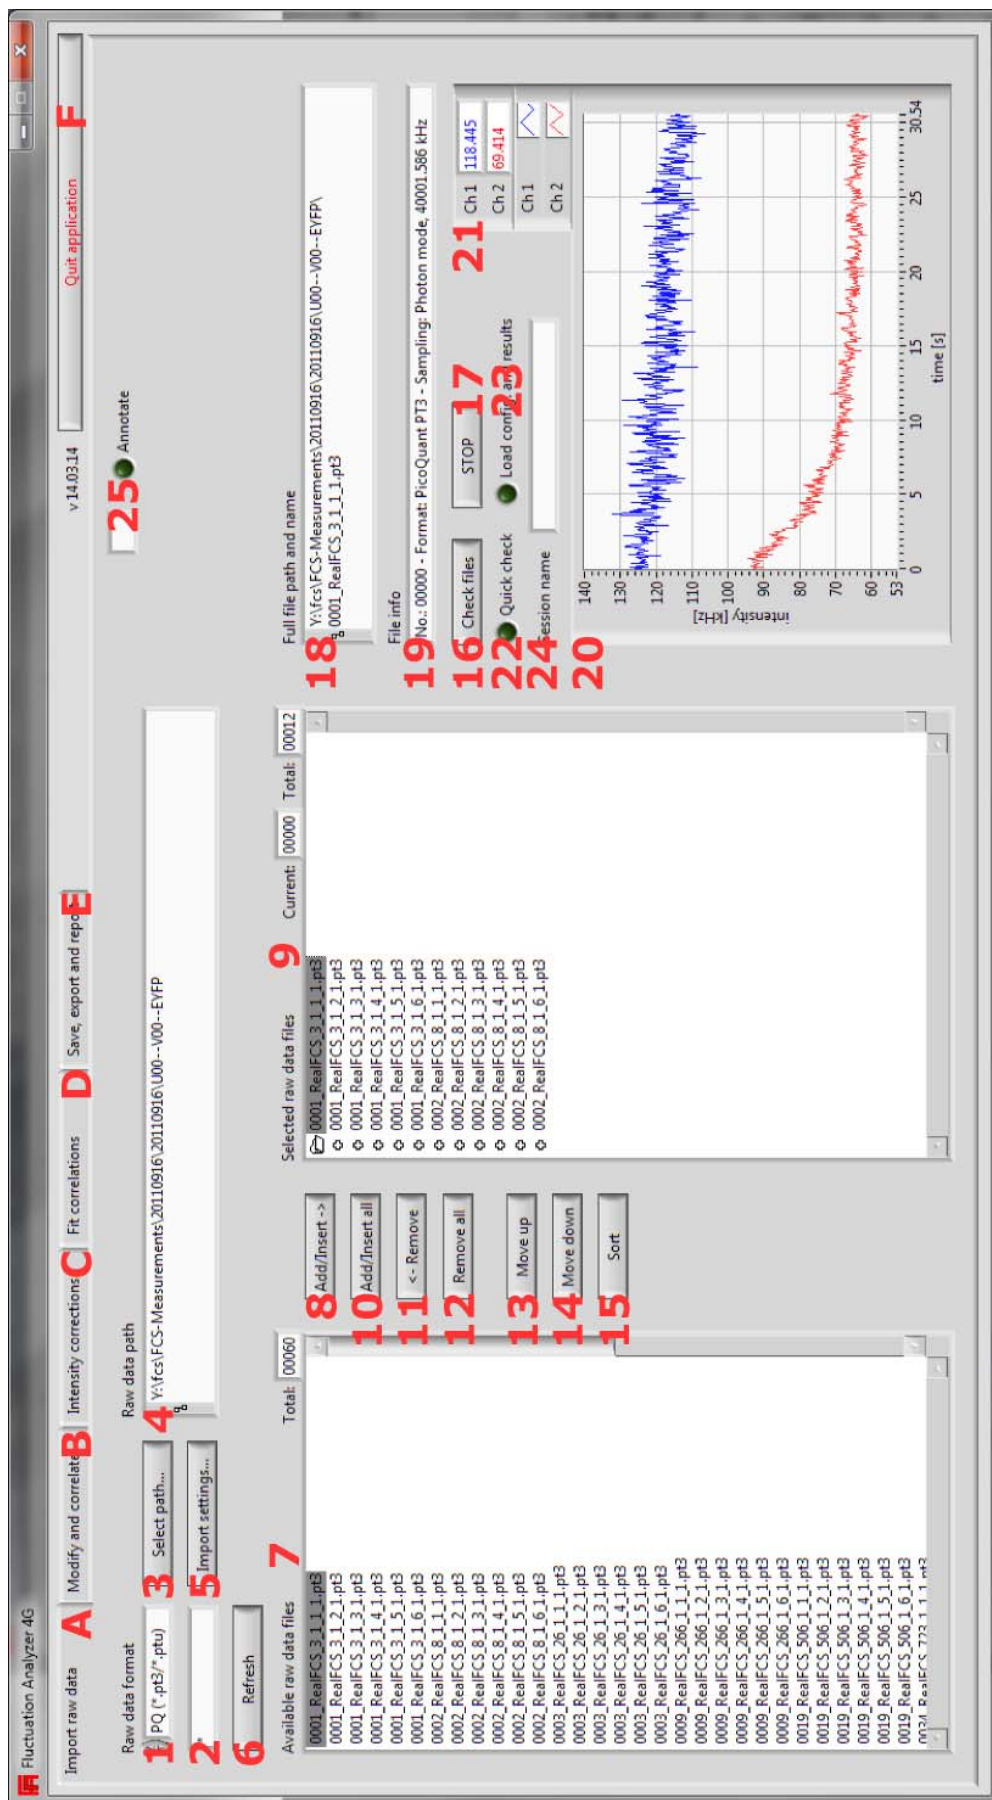 Fluctuation Analyzer 4G
Import raw data A Modify and correlate B Intensity corrections C Fit correlations D Save, export and repor E Quit application F
v 14.03.14
Raw data format Raw data path 25 Annotate
1 PQ (*.pt3/*.ptu) 3 Select path... 4 Y:\fcs\FCS-Measurements\20110916\20110916\U00--V00--EYFP
2 * 5 Import settings...
6 Refresh
Available raw data files 7 Total: 00060
0001_RealFCS_3_1_1_1.pt3
0001_RealFCS_3_1_2_1.pt3
0001_RealFCS_3_1_3_1.pt3
0001_RealFCS_3_1_4_1.pt3
0001_RealFCS_3_1_5_1.pt3
0001_RealFCS_3_1_6_1.pt3
0002_RealFCS_8_1_1_1.pt3
0002_RealFCS_8_1_2_1.pt3
0002_RealFCS_8_1_3_1.pt3
0002_RealFCS_8_1_4_1.pt3
0002_RealFCS_8_1_5_1.pt3
0002_RealFCS_8_1_6_1.pt3
0003_RealFCS_26_1_1_1.pt3
0003_RealFCS_26_1_2_1.pt3
0003_RealFCS_26_1_3_1.pt3
0003_RealFCS_26_1_4_1.pt3
0003_RealFCS_26_1_5_1.pt3
0003_RealFCS_26_1_6_1.pt3
0009_RealFCS_266_1_1_1.pt3
0009_RealFCS_266_1_2_1.pt3
0009_RealFCS_266_1_3_1.pt3
0009_RealFCS_266_1_4_1.pt3
0009_RealFCS_266_1_5_1.pt3
0009_RealFCS_266_1_6_1.pt3
0019_RealFCS_506_1_1_1.pt3
0019_RealFCS_506_1_2_1.pt3
0019_RealFCS_506_1_3_1.pt3
0019_RealFCS_506_1_4_1.pt3
0019_RealFCS_506_1_5_1.pt3
0019_RealFCS_506_1_6_1.pt3
0034_RealFCS_773_1_1_1.pt3
8 Add/Insert ->
10 Add/Insert all
11 <- Remove
12 Remove all
13 Move up
14 Move down
15 Sort
Selected raw data files 9 Current: 00000 Total: 00012
0001_RealFCS_3_1_1_1.pt3
0001_RealFCS_3_1_2_1.pt3
0001_RealFCS_3_1_3_1.pt3
0001_RealFCS_3_1_4_1.pt3
0001_RealFCS_3_1_5_1.pt3
0001_RealFCS_3_1_6_1.pt3
0002_RealFCS_8_1_1_1.pt3
0002_RealFCS_8_1_2_1.pt3
0002_RealFCS_8_1_3_1.pt3
0002_RealFCS_8_1_4_1.pt3
0002_RealFCS_8_1_5_1.pt3
0002_RealFCS_8_1_6_1.pt3
Full file path and name
18 Y:\fcs\FCS-Measurements\20110916\20110916\U00--V00--EYFP\
0001_RealFCS_3_1_1_1.pt3
File info
19 No.: 00000 - Format: PicoQuant PT3 - Sampling: Photon mode, 40001.586 kHz
16 Check files STOP 17 21 Ch 1 118.445
22 Quick check Load config. and results 23 Ch 2 69.414
24 Session name Ch 1
Ch 2
20
intensity [kHz]
140
130
120
110
100
90
80
70
60
53
0 5 10 15 20 25 30.54
time [s]